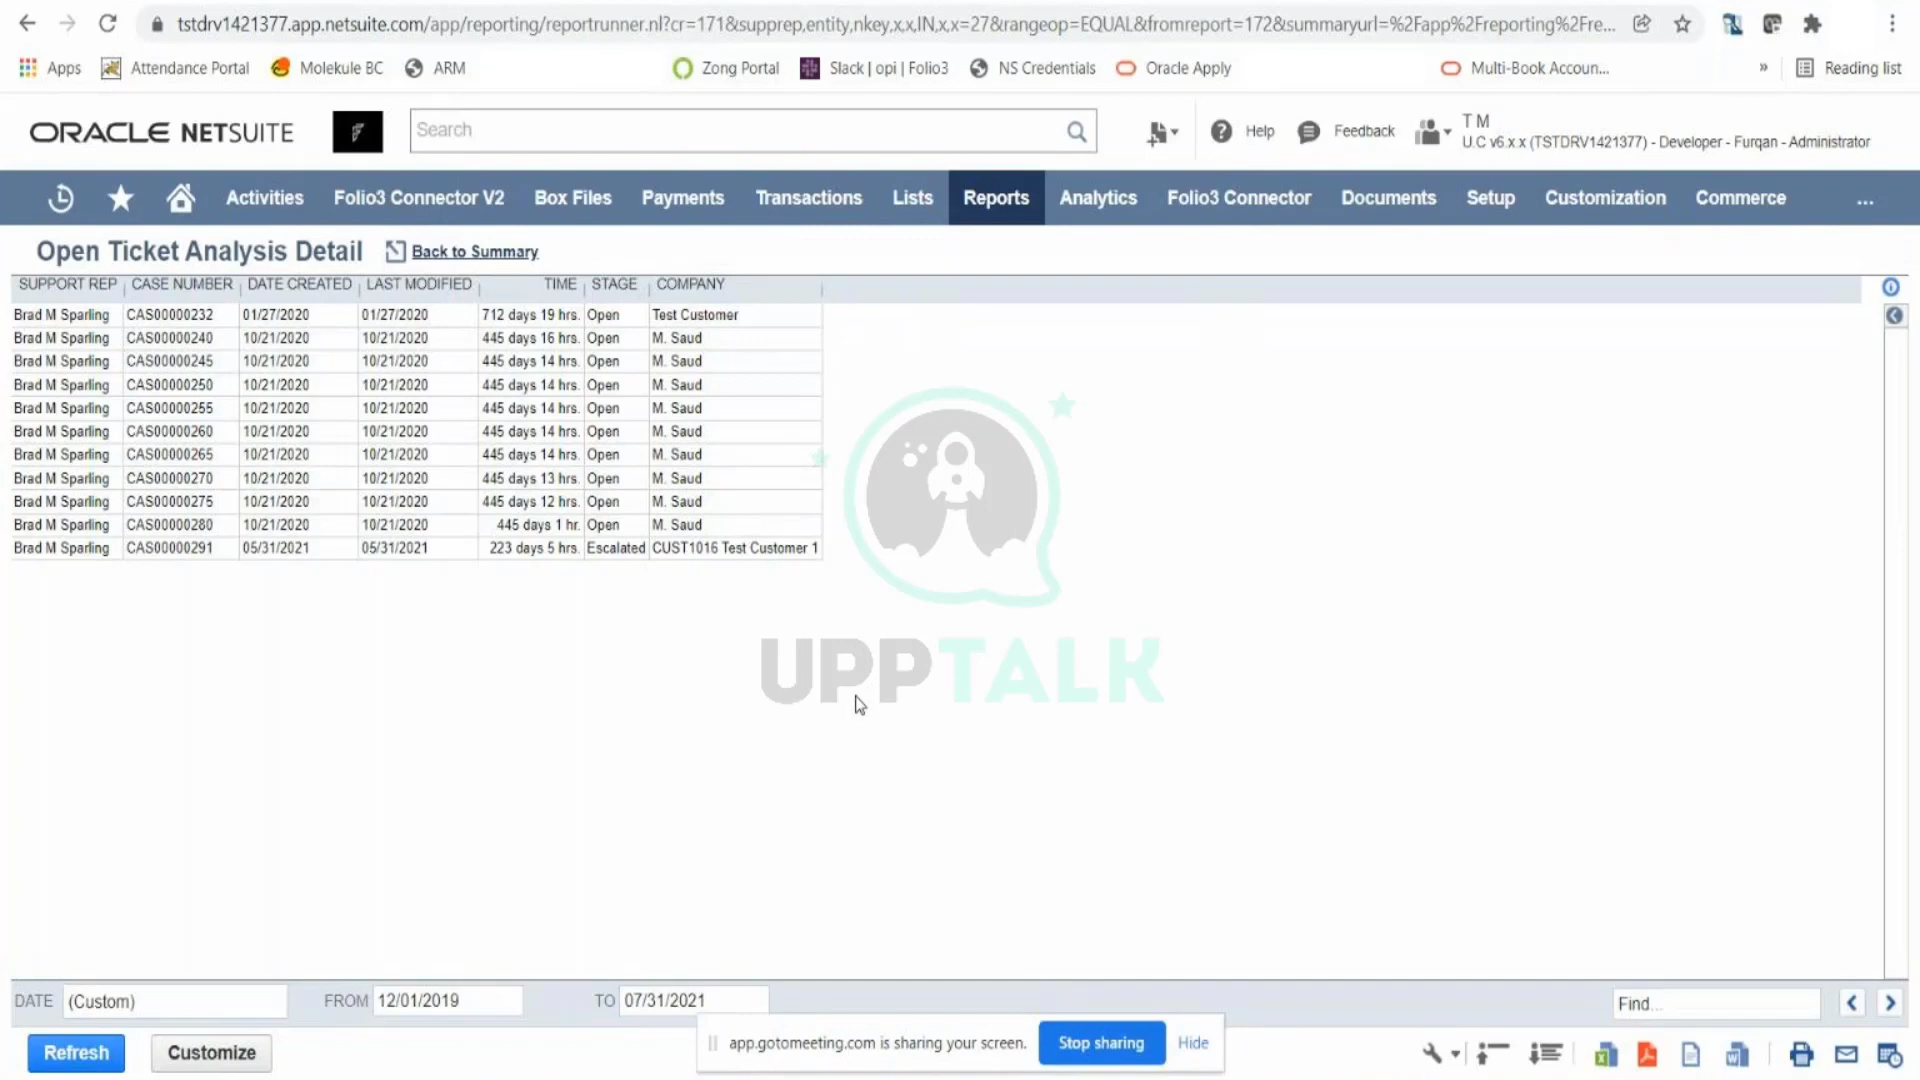 tstdrv1421377.app.netsuite.com/app/reporting/reportrunner.nl?cr=171&supprep,entity,nkey,x,x,IN,x,x=27&rangeop=EQUAL&fromreport=172&summaryurl=%2Fapp%2Freporting%2Fre...
Apps Attendance Portal Molekule BC ARM Zong Portal Slack | opi | Folio3 NS Credentials Oracle Apply Multi-Book Accoun... » Reading list
ORACLE NETSUITE Search Help Feedback T M
U.C v6.x x (TSTDRV1421377) - Developer - Furqan - Administrator
Activities Folio3 Connector V2 Box Files Payments Transactions Lists Reports Analytics Folio3 Connector Documents Setup Customization Commerce ...
Open Ticket Analysis Detail Back to Summary
SUPPORT REP CASE NUMBER DATE CREATED LAST MODIFIED TIME STAGE COMPANY
Brad M Sparling CAS00000232 01/27/2020 01/27/2020 712 days 19 hrs. Open Test Customer
Brad M Sparling CAS00000240 10/21/2020 10/21/2020 445 days 16 hrs. Open M. Saud
Brad M Sparling CAS00000245 10/21/2020 10/21/2020 445 days 14 hrs. Open M. Saud
Brad M Sparling CAS00000250 10/21/2020 10/21/2020 445 days 14 hrs. Open M. Saud
Brad M Sparling CAS00000255 10/21/2020 10/21/2020 445 days 14 hrs. Open M. Saud
Brad M Sparling CAS00000260 10/21/2020 10/21/2020 445 days 14 hrs. Open M. Saud
Brad M Sparling CAS00000265 10/21/2020 10/21/2020 445 days 14 hrs. Open M. Saud
Brad M Sparling CAS00000270 10/21/2020 10/21/2020 445 days 13 hrs. Open M. Saud
Brad M Sparling CAS00000275 10/21/2020 10/21/2020 445 days 12 hrs. Open M. Saud
Brad M Sparling CAS00000280 10/21/2020 10/21/2020 445 days 1 hr. Open M. Saud
Brad M Sparling CAS00000291 05/31/2021 05/31/2021 223 days 5 hrs. Escalated CUST1016 Test Customer 1
UPPTALK
DATE (Custom) FROM 12/01/2019 TO 07/31/2021 Find...
Refresh Customize app.gotomeeting.com is sharing your screen. Stop sharing Hide